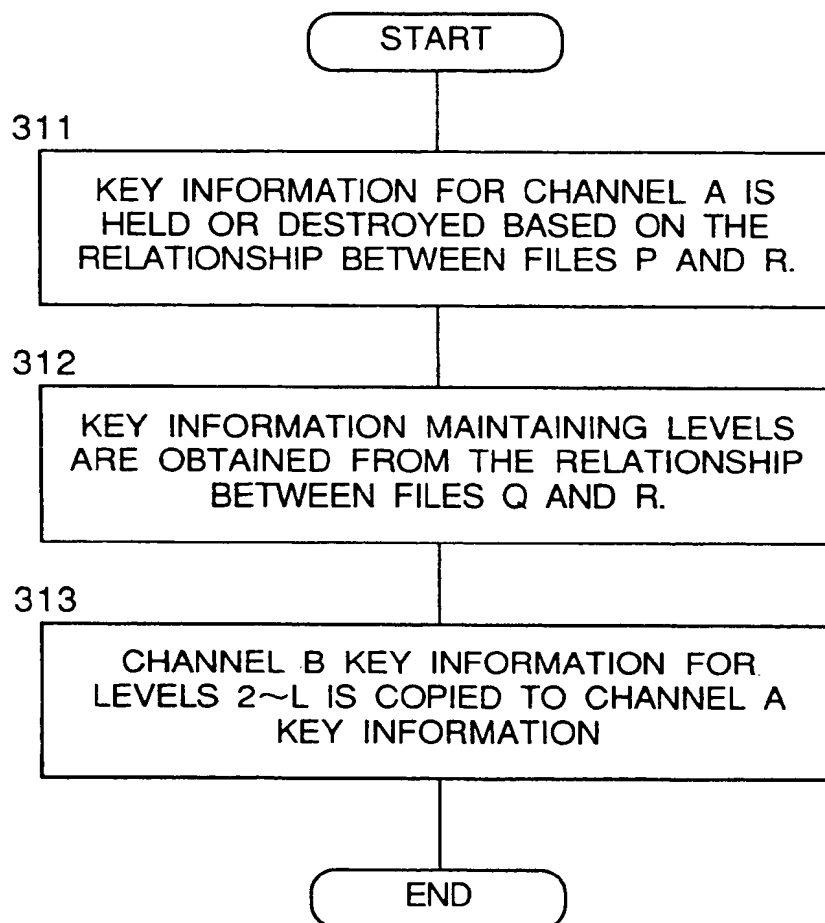 START
311
KEY INFORMATION FOR CHANNEL A IS
HELD OR DESTROYED BASED ON THE
RELATIONSHIP BETWEEN FILES P AND R.
312
KEY INFORMATION MAINTAINING LEVELS
ARE OBTAINED FROM THE RELATIONSHIP
BETWEEN FILES Q AND R.
313
CHANNEL B KEY INFORMATION FOR
LEVELS 2~L IS COPIED TO CHANNEL A
KEY INFORMATION
END